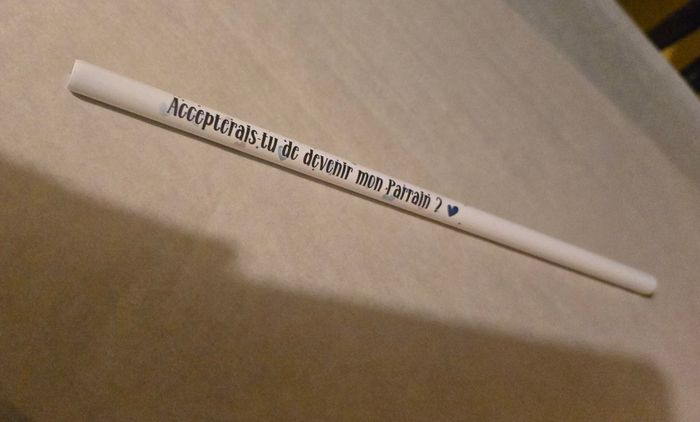 Accepterais-tu de devenir mon Parrain ? ♥